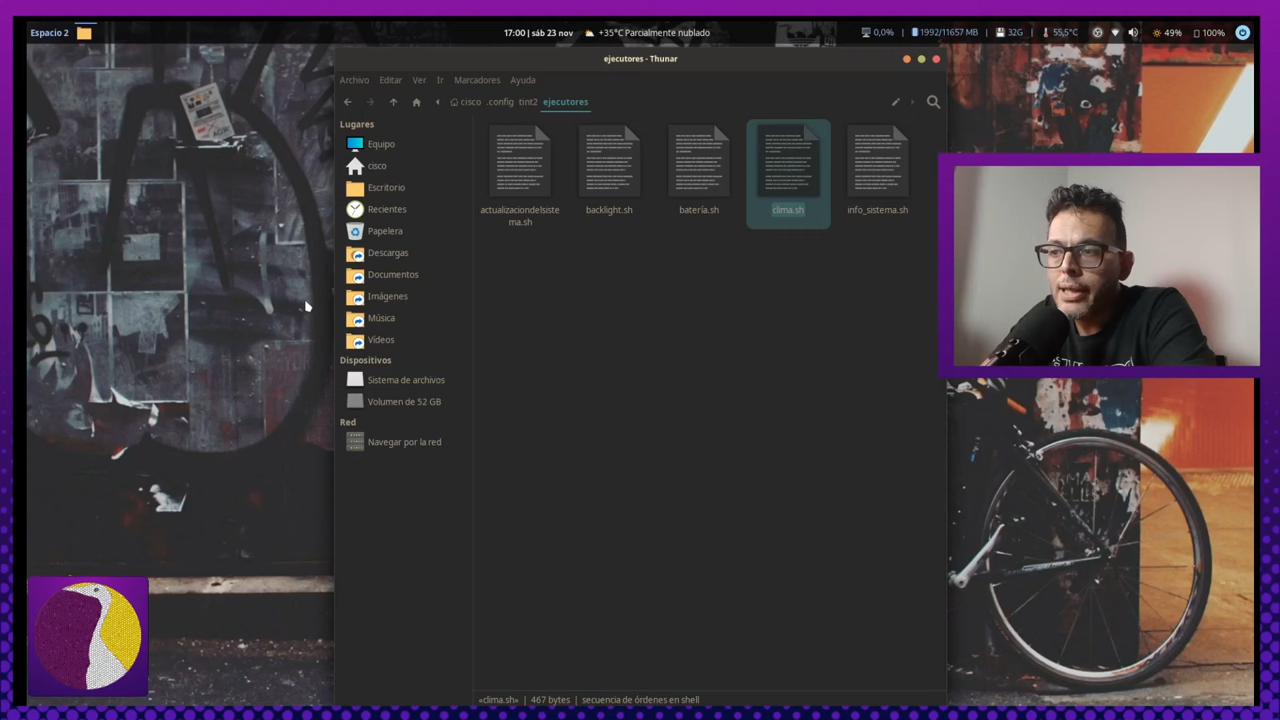 Espacio 2
17:00 | sáb 23 nov
+35°C Parcialmente nublado
0,0%
1992/11657 MB
32G
55,5°C
49%
100%
ejecutores - Thunar
Archivo Editar Ver Ir Marcadores Ayuda
cisco .config tint2 ejecutores
Lugares
Equipo
cisco
Escritorio
Recientes
Papelera
Descargas
Documentos
Imágenes
Música
Vídeos
Dispositivos
Sistema de archivos
Volumen de 52 GB
Red
Navegar por la red
actualizaciondelsiste
ma.sh
backlight.sh
batería.sh
clima.sh
info_sistema.sh
«clima.sh» | 467 bytes | secuencia de órdenes en shell